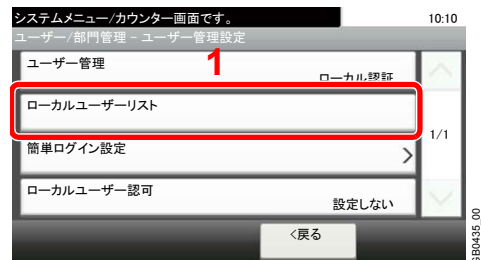 システムメニュー/カウンター画面です。
10:10
ユーザー/部門管理 - ユーザー管理設定
1
ユーザー管理
ローカル認証
ローカルユーザーリスト
1/1
簡単ログイン設定
ローカルユーザー認可
設定しない
<戻る